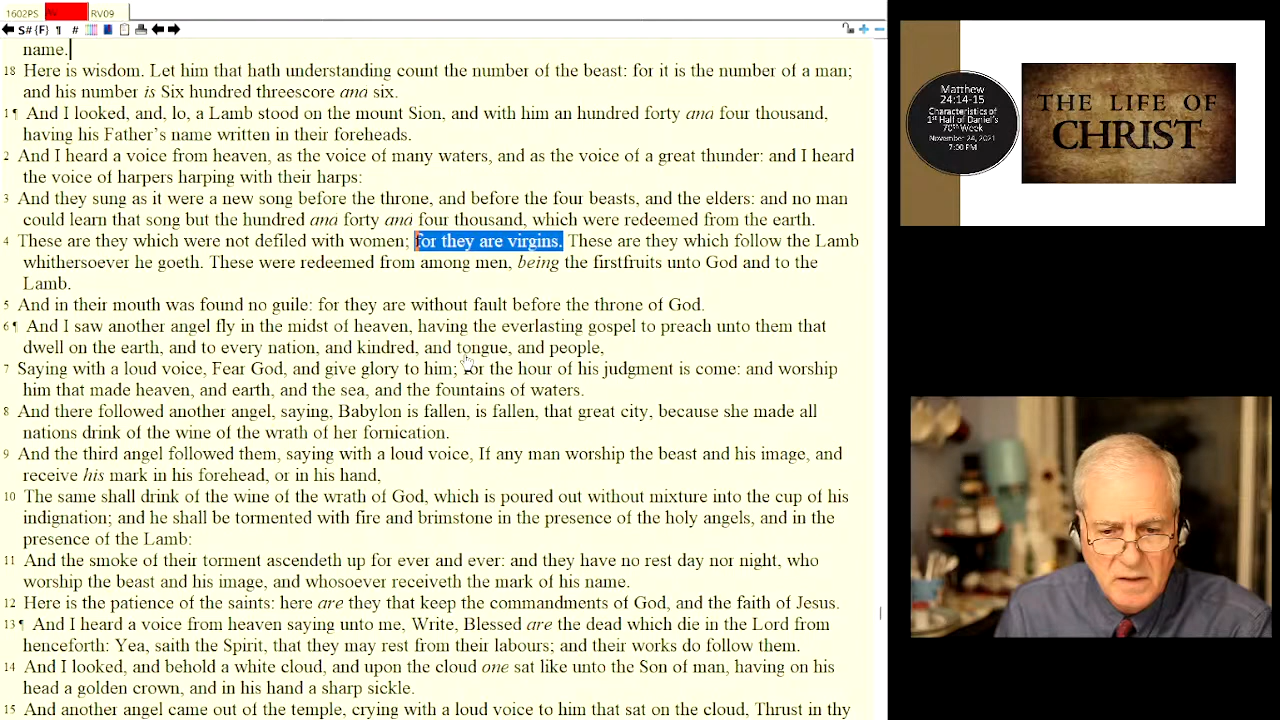 1602PS
RV09
S# {F} ¶ #
name.
18 Here is wisdom. Let him that hath understanding count the number of the beast: for it is the number of a man;
and his number is Six hundred threescore and six.
1¶ And I looked, and, lo, a Lamb stood on the mount Sion, and with him an hundred forty and four thousand,
having his Father's name written in their foreheads.
2 And I heard a voice from heaven, as the voice of many waters, and as the voice of a great thunder: and I heard
the voice of harpers harping with their harps:
3 And they sung as it were a new song before the throne, and before the four beasts, and the elders: and no man
could learn that song but the hundred and forty and four thousand, which were redeemed from the earth.
4 These are they which were not defiled with women; for they are virgins. These are they which follow the Lamb
whithersoever he goeth. These were redeemed from among men, being the firstfruits unto God and to the
Lamb.
5 And in their mouth was found no guile: for they are without fault before the throne of God.
6¶ And I saw another angel fly in the midst of heaven, having the everlasting gospel to preach unto them that
dwell on the earth, and to every nation, and kindred, and tongue, and people,
7 Saying with a loud voice, Fear God, and give glory to him; for the hour of his judgment is come: and worship
him that made heaven, and earth, and the sea, and the fountains of waters.
8 And there followed another angel, saying, Babylon is fallen, is fallen, that great city, because she made all
nations drink of the wine of the wrath of her fornication.
9 And the third angel followed them, saying with a loud voice, If any man worship the beast and his image, and
receive his mark in his forehead, or in his hand,
10 The same shall drink of the wine of the wrath of God, which is poured out without mixture into the cup of his
indignation; and he shall be tormented with fire and brimstone in the presence of the holy angels, and in the
presence of the Lamb:
11 And the smoke of their torment ascendeth up for ever and ever: and they have no rest day nor night, who
worship the beast and his image, and whosoever receiveth the mark of his name.
12 Here is the patience of the saints: here are they that keep the commandments of God, and the faith of Jesus.
13¶ And I heard a voice from heaven saying unto me, Write, Blessed are the dead which die in the Lord from
henceforth: Yea, saith the Spirit, that they may rest from their labours; and their works do follow them.
14 And I looked, and behold a white cloud, and upon the cloud one sat like unto the Son of man, having on his
head a golden crown, and in his hand a sharp sickle.
15 And another angel came out of the temple, crying with a loud voice to him that sat on the cloud, Thrust in thy
Matthew
24:14-15
Characteristics of
1st Half of Daniel's
70th Week
November 24, 2021
7:00 PM
THE LIFE OF
CHRIST